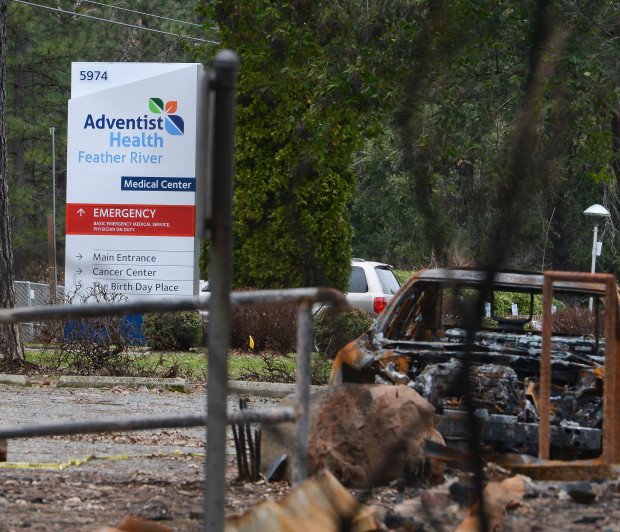 5974
Adventist
Health
Feather River
Medical Center
↑ EMERGENCY
BASIC EMERGENCY MEDICAL SERVICE,
PHYSICIAN ON DUTY
→ Main Entrance
→ Cancer Center
Birth Day Place